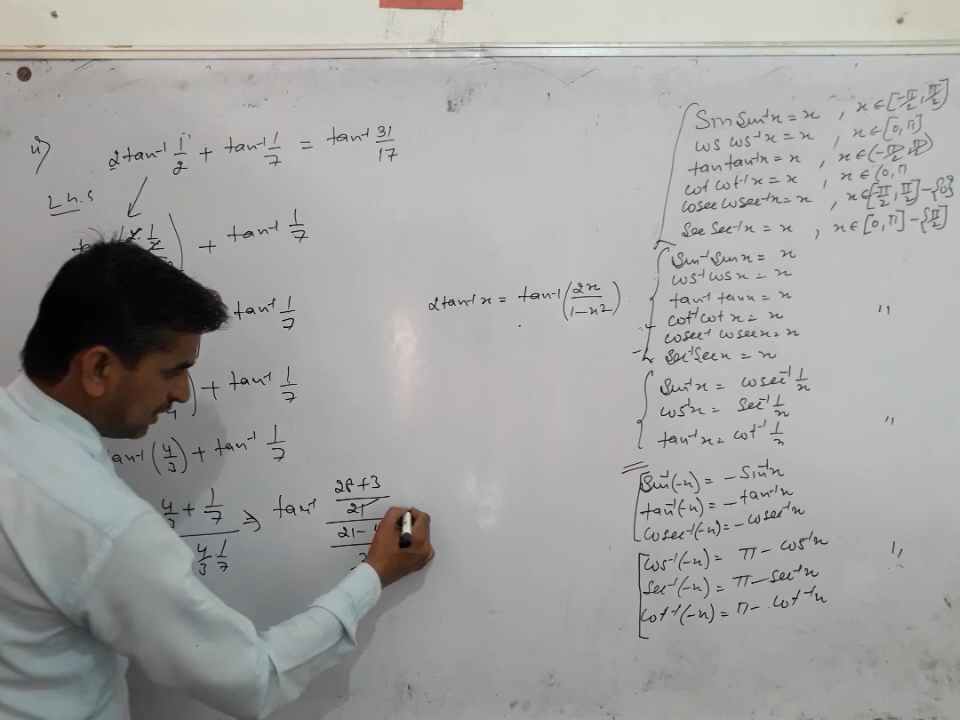 4)
2tan⁻¹ 1/2 + tan⁻¹ 1/7 = tan⁻¹ 31/17
L.h.s
+ tan⁻¹ 1/7
tan⁻¹ 1/7
+ tan⁻¹ 1/7
tan⁻¹ (4/3) + tan⁻¹ 1/7
4/3 + 1/7
4/3 . 1/7
⇒ tan⁻¹
28+3
21
21-
2tan⁻¹x = tan⁻¹(2x/1-x²)
Sin Sin⁻¹x = x , x ∈ [-π/2, π/2]
cos cos⁻¹x = x , x ∈ [0, π]
tan tan⁻¹x = x , x ∈ (-π/2, π/2)
cot cot⁻¹x = x , x ∈ (0, π
cosec cosec⁻¹x = x , x ∈ [-π/2, π/2] - {0}
Sec Sec⁻¹x = x , x ∈ [0, π] - {π/2}
Sin⁻¹ Sin x = x
cos⁻¹ cos x = x
tan⁻¹ tan x = x
cot⁻¹ cot x = x "
cosec⁻¹ cosec x = x
Sec⁻¹ Sec x = x
Sin⁻¹x = cosec⁻¹ 1/x
cos⁻¹x = Sec⁻¹ 1/x "
tan⁻¹x = cot⁻¹ 1/x
Sin⁻¹(-x) = - Sin⁻¹x
tan⁻¹(-x) = - tan⁻¹x
cosec⁻¹(-x) = - cosec⁻¹x
cos⁻¹(-x) = π - cos⁻¹x "
Sec⁻¹(-x) = π - Sec⁻¹x
cot⁻¹(-x) = π - cot⁻¹x